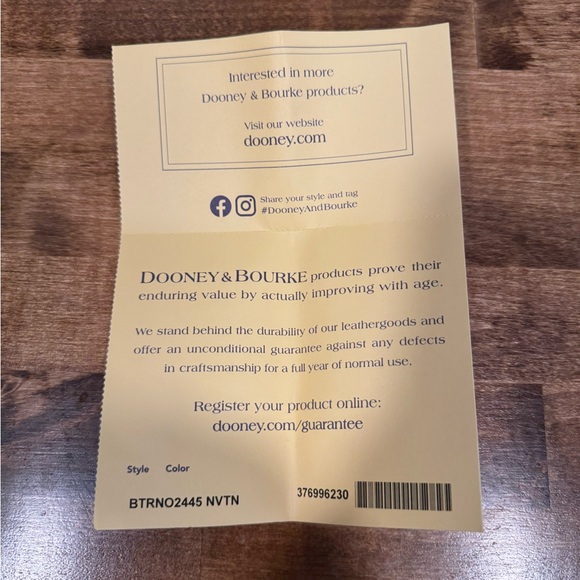 Interested in more
Dooney & Bourke products?
Visit our website
dooney.com
Share your style and tag
#DooneyAndBourke
DOONEY & BOURKE products prove their
enduring value by actually improving with age.
We stand behind the durability of our leathergoods and
offer an unconditional guarantee against any defects
in craftsmanship for a full year of normal use.
Register your product online:
dooney.com/guarantee
Style Color
BTRNO2445 NVTN
376996230